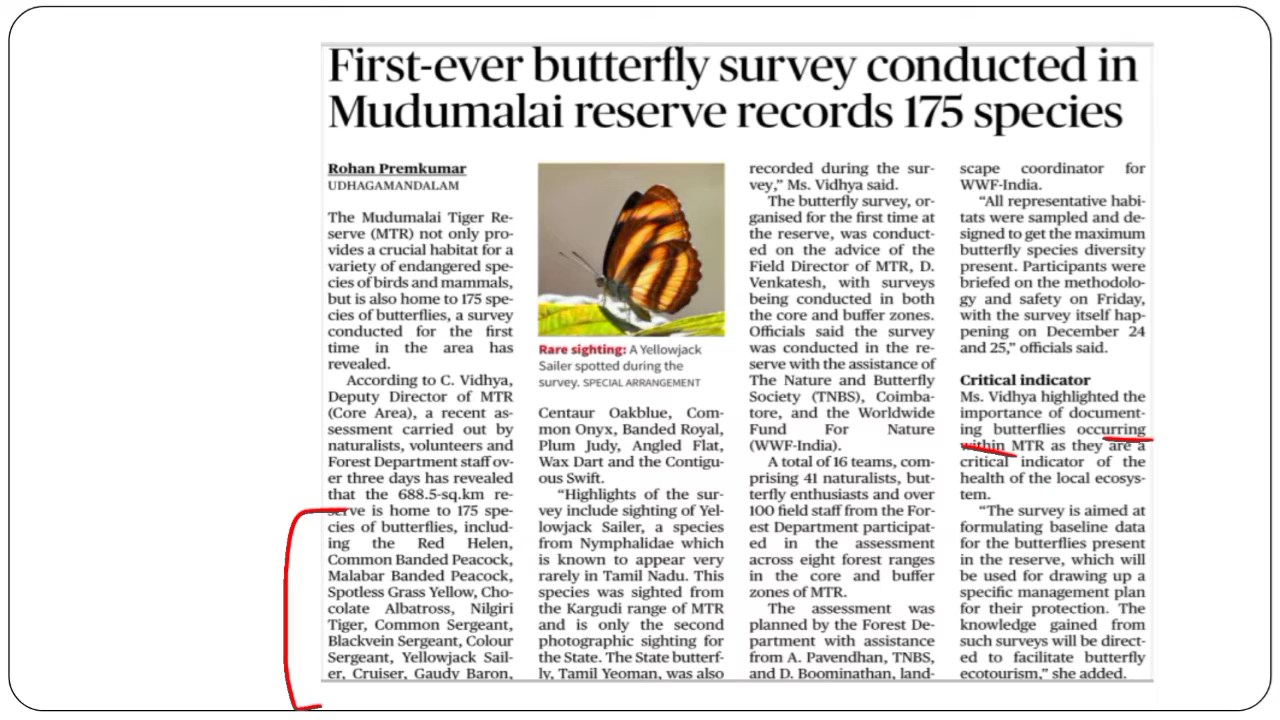 First-ever butterfly survey conducted in
Mudumalai reserve records 175 species
Rohan Premkumar
UDHAGAMANDALAM
The Mudumalai Tiger Re-
serve (MTR) not only pro-
vides a crucial habitat for a
variety of endangered spe-
cies of birds and mammals,
but is also home to 175 spe-
cies of butterflies, a survey
conducted for the first
time in the area has
revealed.
According to C. Vidhya,
Deputy Director of MTR
(Core Area), a recent as-
sessment carried out by
naturalists, volunteers and
Forest Department staff ov-
er three days has revealed
that the 688.5-sq.km re-
serve is home to 175 spe-
cies of butterflies, includ-
ing the Red Helen,
Common Banded Peacock,
Malabar Banded Peacock,
Spotless Grass Yellow, Cho-
colate Albatross, Nilgiri
Tiger, Common Sergeant,
Blackvein Sergeant, Colour
Sergeant, Yellowjack Sail-
er, Cruiser, Gaudy Baron,
Rare sighting: A Yellowjack
Sailer spotted during the
survey. SPECIAL ARRANGEMENT
Centaur Oakblue, Com-
mon Onyx, Banded Royal,
Plum Judy, Angled Flat,
Wax Dart and the Contigu-
ous Swift.
"Highlights of the sur-
vey include sighting of Yel-
lowjack Sailer, a species
from Nymphalidae which
is known to appear very
rarely in Tamil Nadu. This
species was sighted from
the Kargudi range of MTR
and is only the second
photographic sighting for
the State. The State butterf-
ly, Tamil Yeoman, was also
recorded during the sur-
vey," Ms. Vidhya said.
The butterfly survey, or-
ganised for the first time at
the reserve, was conduct-
ed on the advice of the
Field Director of MTR, D.
Venkatesh, with surveys
being conducted in both
the core and buffer zones.
Officials said the survey
was conducted in the re-
serve with the assistance of
The Nature and Butterfly
Society (TNBS), Coimba-
tore, and the Worldwide
Fund For Nature
(WWF-India).
A total of 16 teams, com-
prising 41 naturalists, but-
terfly enthusiasts and over
100 field staff from the For-
est Department participat-
ed in the assessment
across eight forest ranges
in the core and buffer
zones of MTR.
The assessment was
planned by the Forest De-
partment with assistance
from A. Pavendhan, TNBS,
and D. Boominathan, land-
scape coordinator for
WWF-India.
"All representative habi-
tats were sampled and de-
signed to get the maximum
butterfly species diversity
present. Participants were
briefed on the methodolo-
gy and safety on Friday,
with the survey itself hap-
pening on December 24
and 25," officials said.
Critical indicator
Ms. Vidhya highlighted the
importance of document-
ing butterflies occurring
within MTR as they are a
critical indicator of the
health of the local ecosys-
tem.
"The survey is aimed at
formulating baseline data
for the butterflies present
in the reserve, which will
be used for drawing up a
specific management plan
for their protection. The
knowledge gained from
such surveys will be direct-
ed to facilitate butterfly
ecotourism," she added.